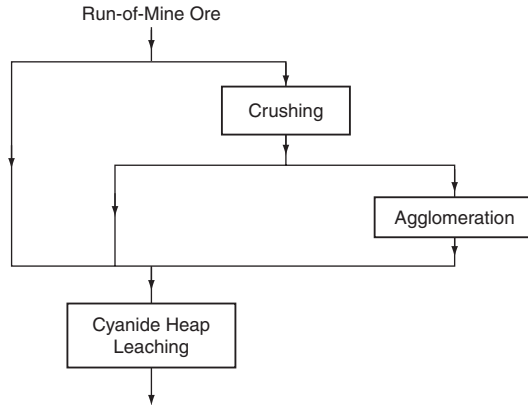 Run-of-Mine Ore
Crushing
Agglomeration
Cyanide Heap
Leaching